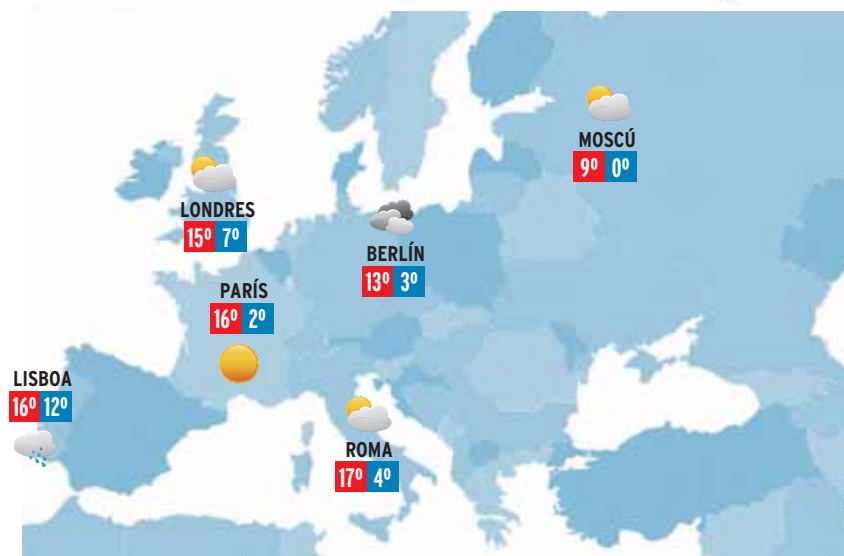 MOSCÚ
9º 0º
LONDRES
15º 7º
BERLÍN
13º 3º
PARÍS
16º 2º
LISBOA
16º 12º
ROMA
17º 4º